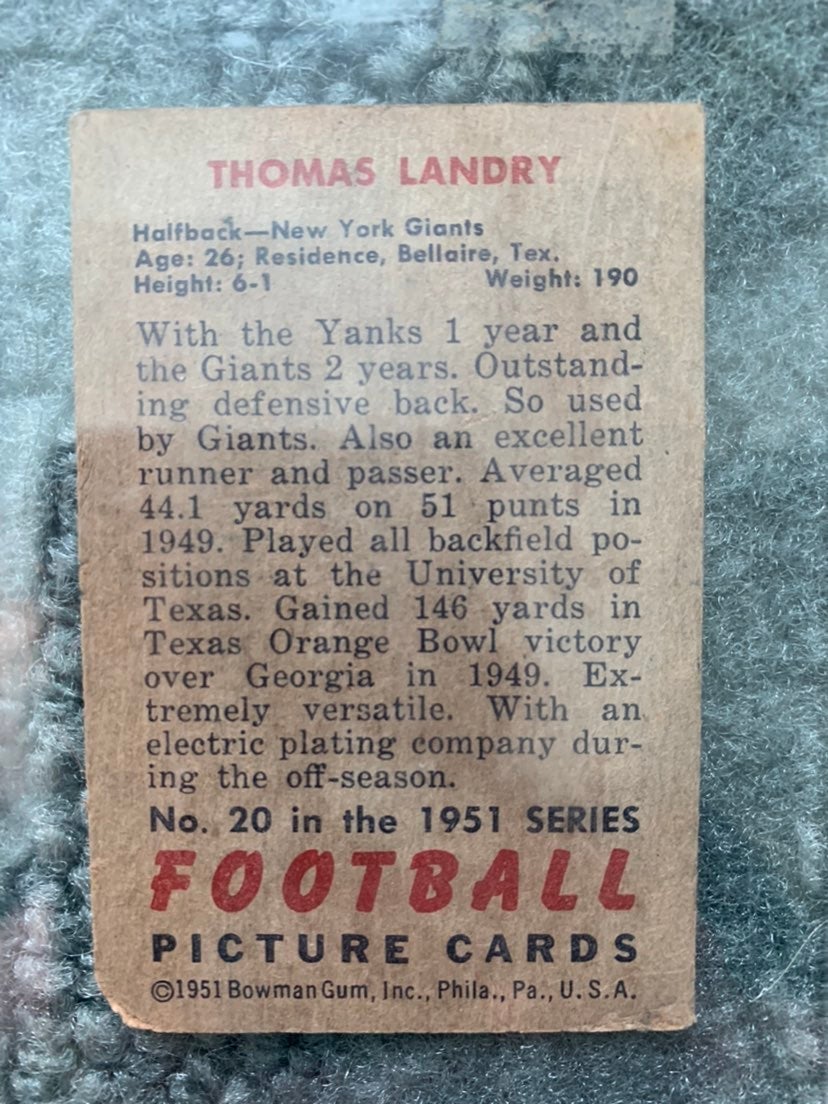 THOMAS LANDRY
Halfback—New York Giants
Age: 26; Residence, Bellaire, Tex.
Height: 6-1 Weight: 190
With the Yanks 1 year and
the Giants 2 years. Outstand-
ing defensive back. So used
by Giants. Also an excellent
runner and passer. Averaged
44.1 yards on 51 punts in
1949. Played all backfield po-
sitions at the University of
Texas. Gained 146 yards in
Texas Orange Bowl victory
over Georgia in 1949. Ex-
tremely versatile. With an
electric plating company dur-
ing the off-season.
No. 20 in the 1951 SERIES
FOOTBALL
PICTURE CARDS
©1951 Bowman Gum, Inc., Phila., Pa., U.S.A.